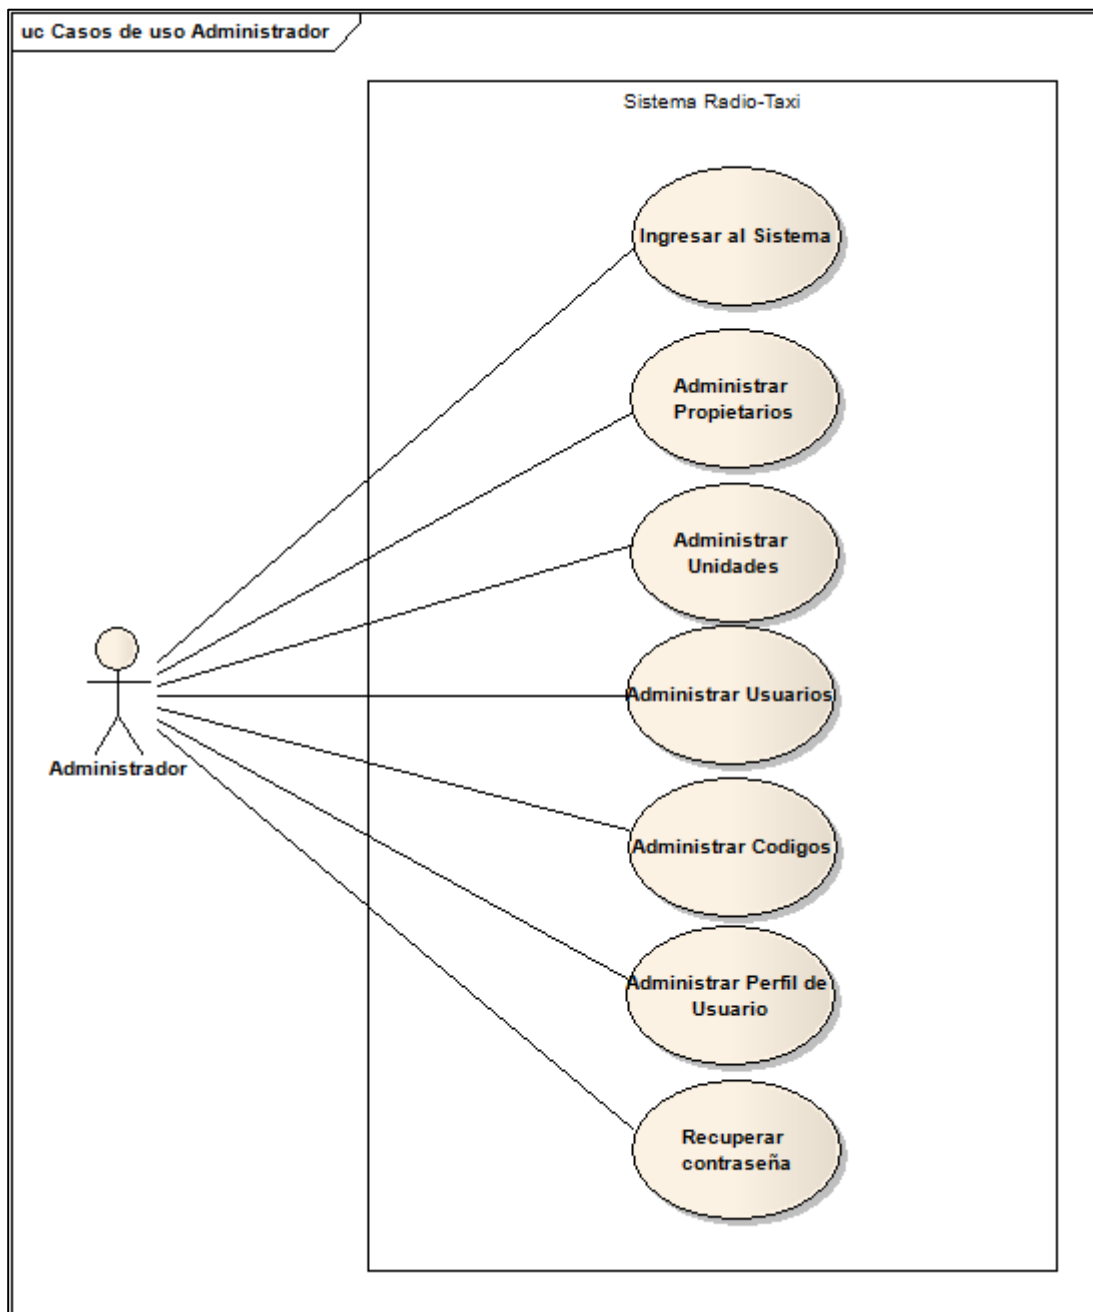 uc Casos de uso Administrador
Sistema Radio-Taxi
Ingresar al Sistema
Administrar
Propietarios
Administrar
Unidades
Administrar Usuarios
Administrador
Administrar Codigos
Administrar Perfil de
Usuario
Recuperar
contraseña